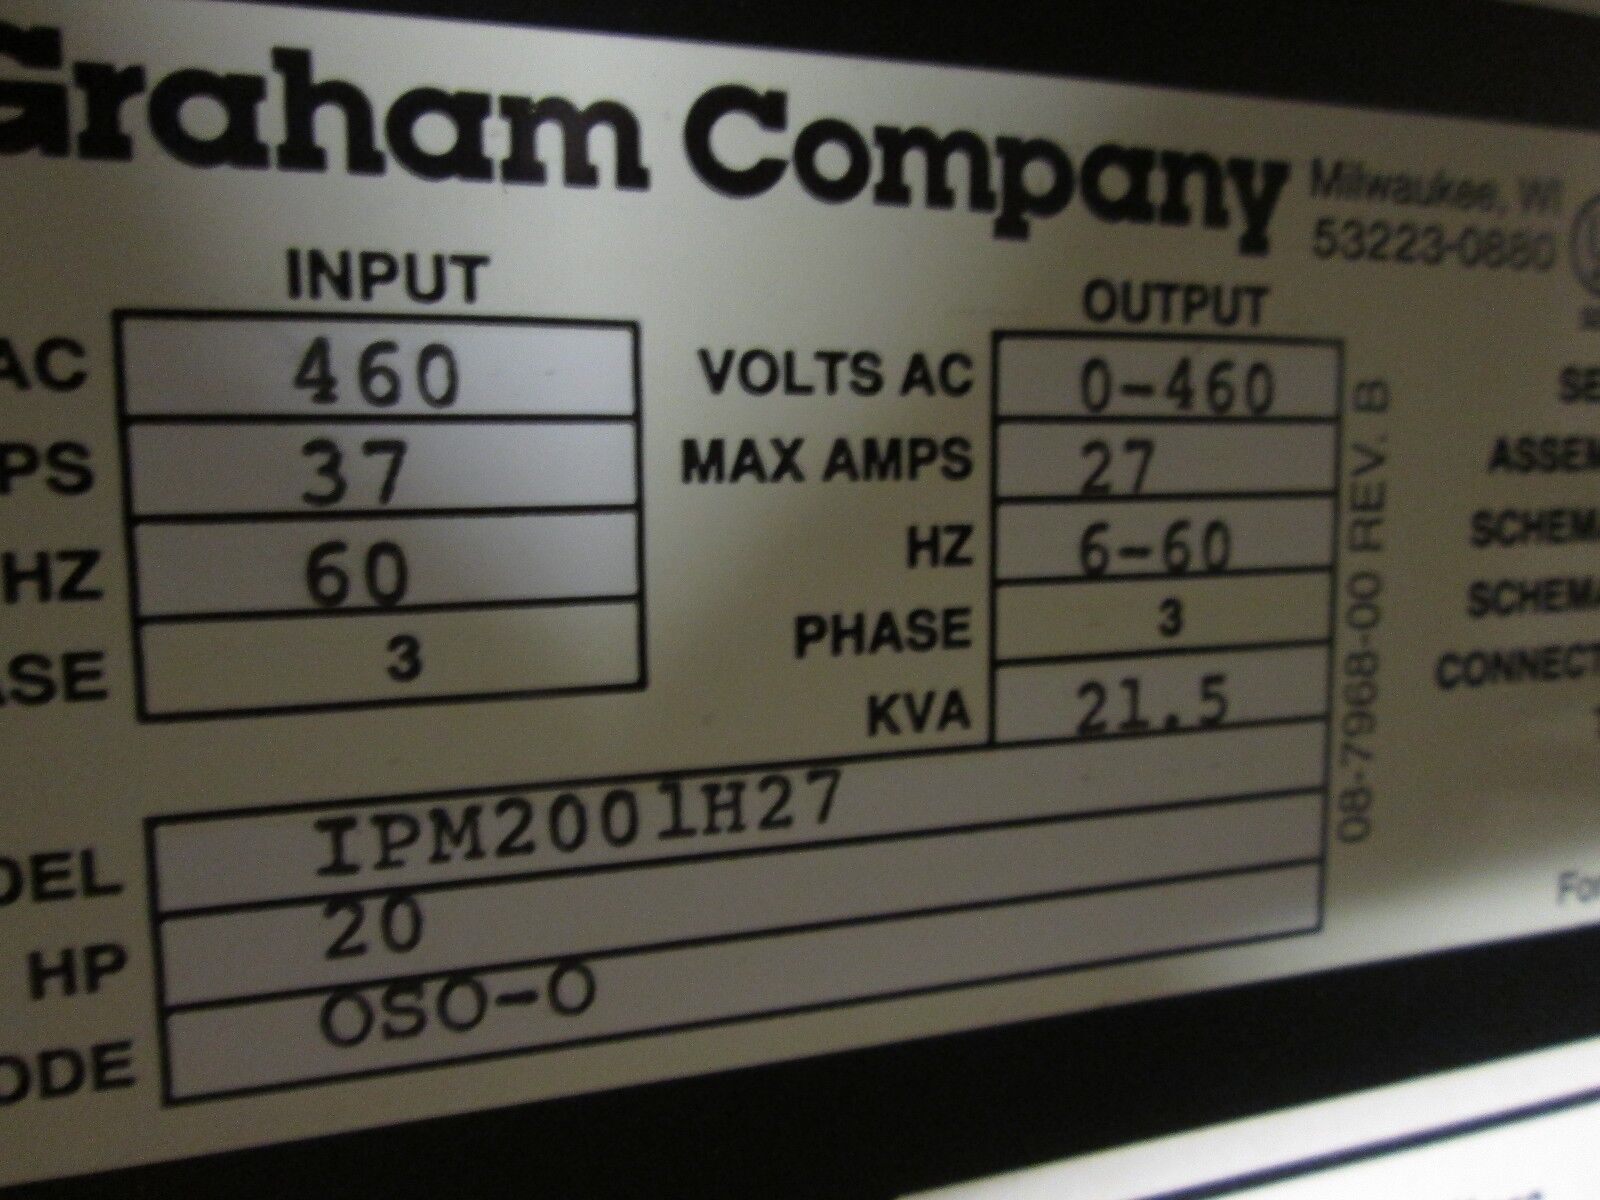 Graham Company
Milwaukee, WI
53223-0880
INPUT
AC 460
PS 37
HZ 60
ASE 3
OUTPUT
VOLTS AC 0-460
MAX AMPS 27
HZ 6-60
PHASE 3
KVA 21.5
08-7968-00 REV. B
DEL IPM2001H27
HP 20
ODE OSO-O
SE
ASSEM
SCHEMA
SCHEMA
CONNECT
For